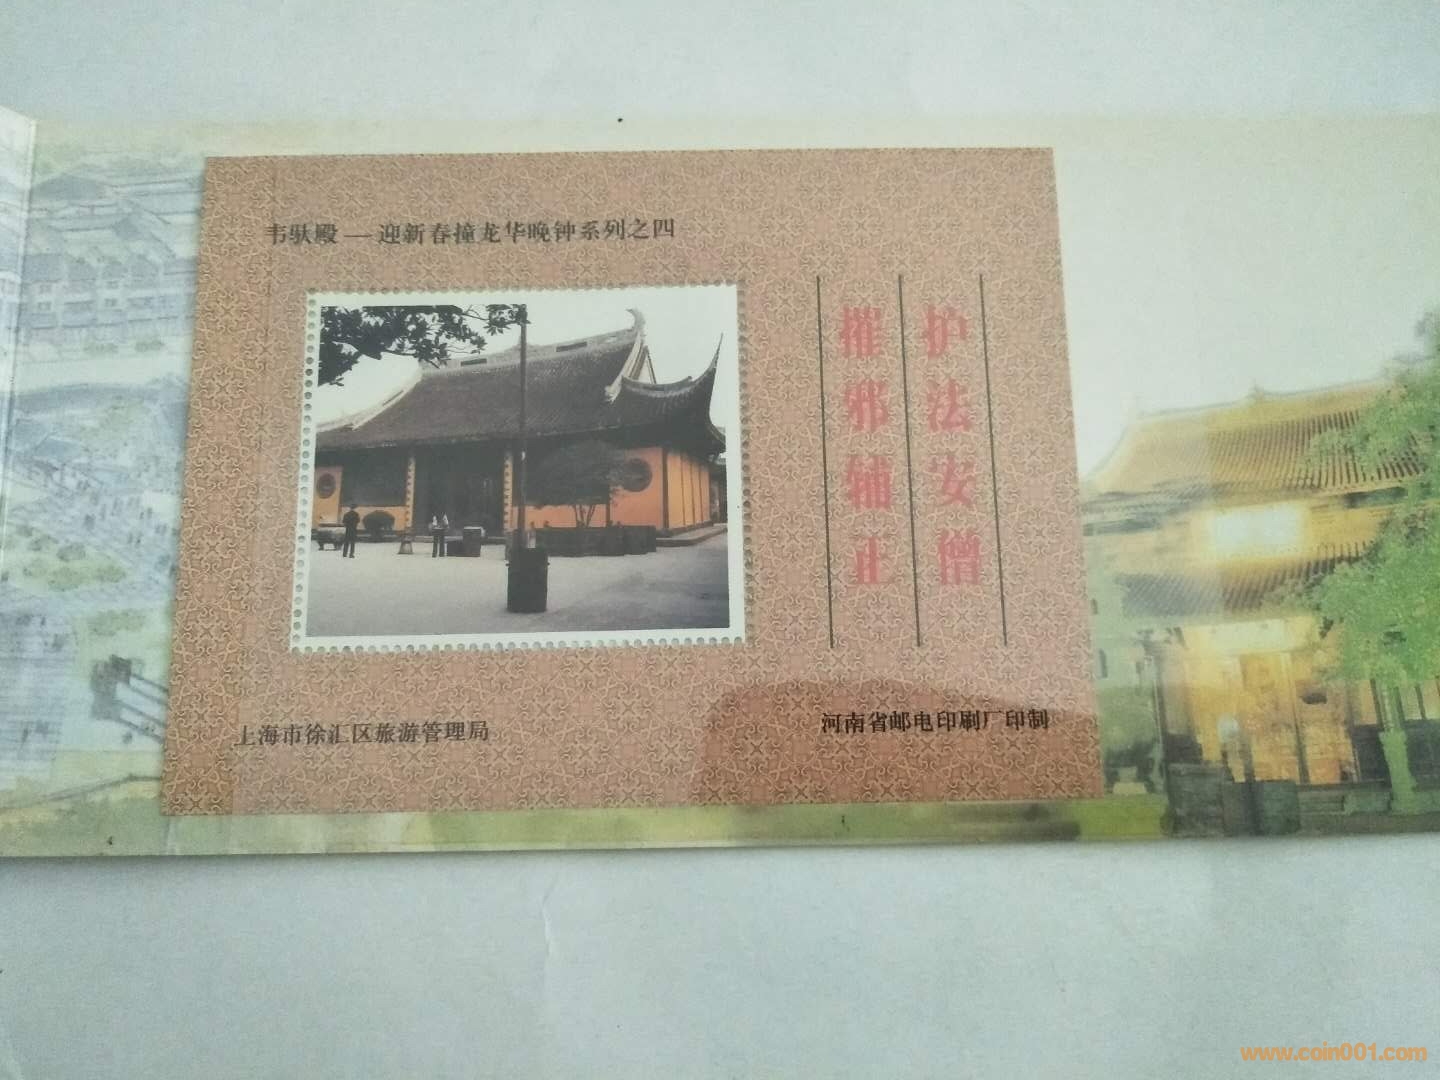 韦驮殿—迎新春撞龙华晚钟系列之四
护法安僧
摧邪辅正
上海市徐汇区旅游管理局
河南省邮电印刷厂印制
www.coin001.com